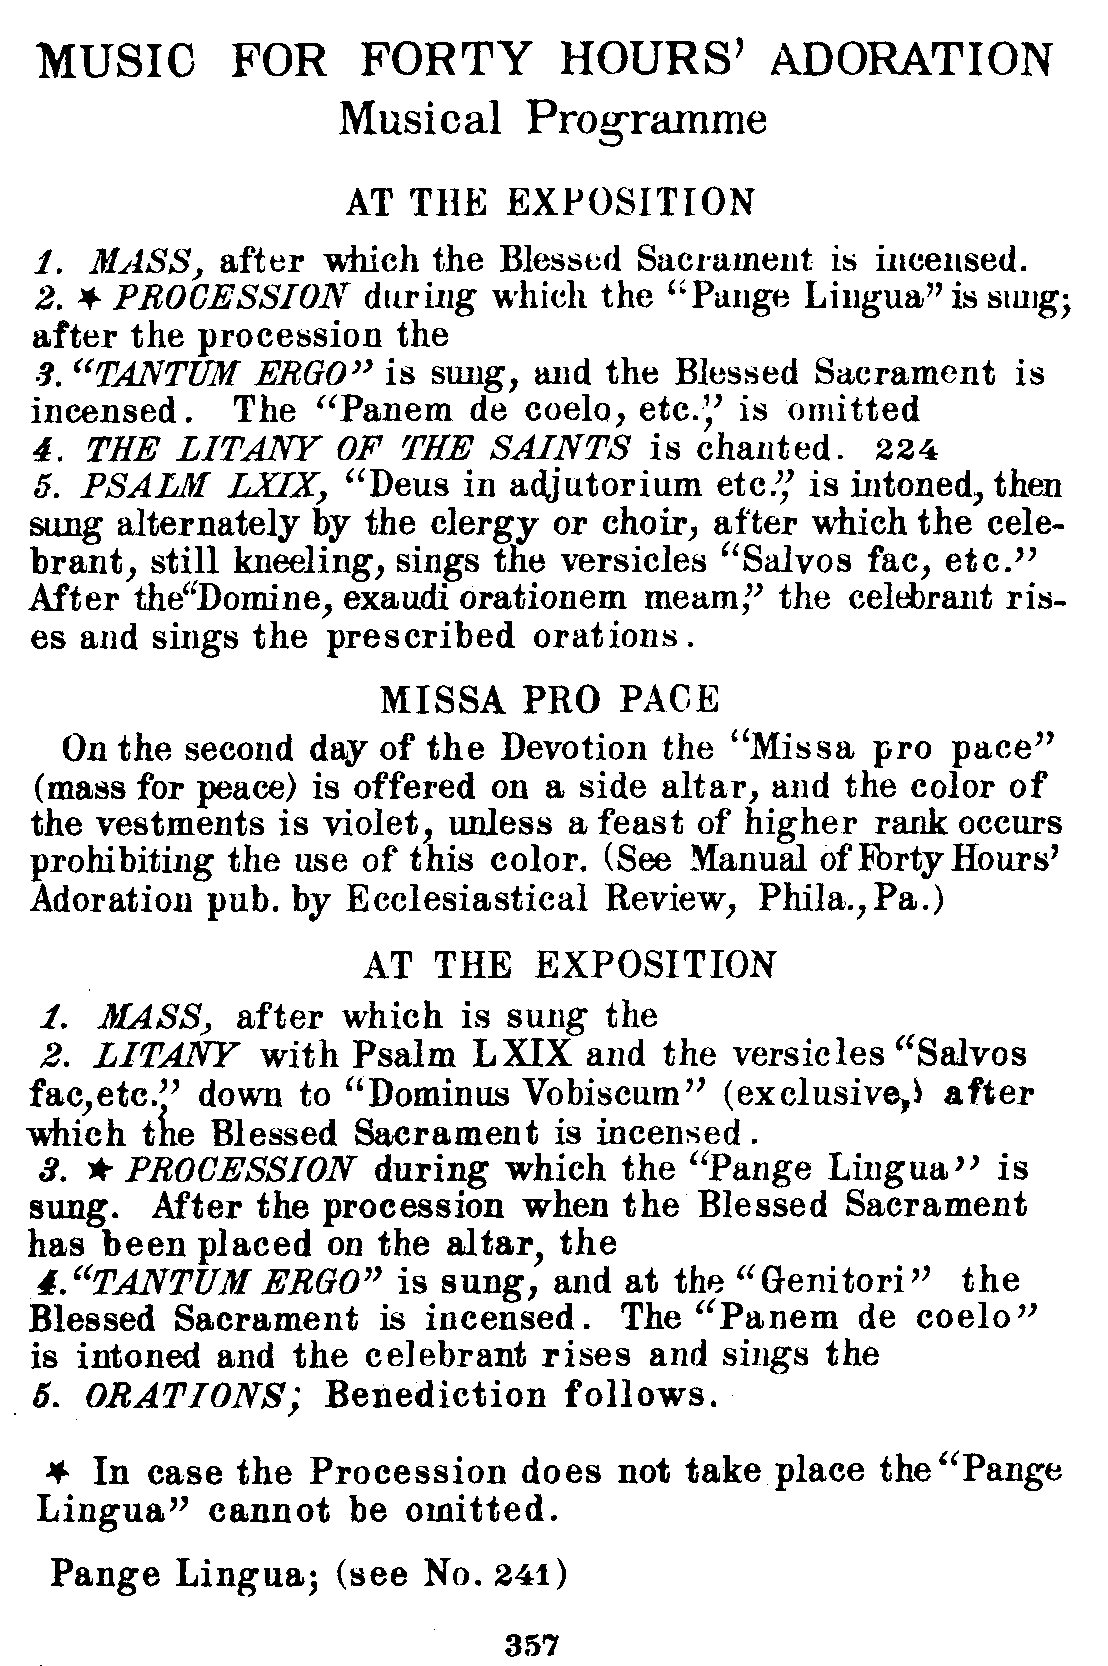 MUSIC FOR FORTY HOURS' ADORATION
Musical Programme
AT THE EXPOSITION
1. MASS, after which the Blessed Sacrament is incensed.
2. * PROCESSION during which the "Pange Lingua" is sung;
after the procession the
3. "TANTUM ERGO" is sung, and the Blessed Sacrament is
incensed. The "Panem de coelo, etc.," is omitted
4. THE LITANY OF THE SAINTS is chanted. 224
5. PSALM LXIX, "Deus in adjutorium etc.," is intoned, then
sung alternately by the clergy or choir, after which the cele-
brant, still kneeling, sings the versicles "Salvos fac, etc."
After the "Domine, exaudi orationem meam," the celebrant ris-
es and sings the prescribed orations.
MISSA PRO PACE
On the second day of the Devotion the "Missa pro pace"
(mass for peace) is offered on a side altar, and the color of
the vestments is violet, unless a feast of higher rank occurs
prohibiting the use of this color. (See Manual of Forty Hours'
Adoration pub. by Ecclesiastical Review, Phila., Pa.)
AT THE EXPOSITION
1. MASS, after which is sung the
2. LITANY with Psalm LXIX and the versicles "Salvos
fac, etc." down to "Dominus Vobiscum" (exclusive,) after
which the Blessed Sacrament is incensed.
3. * PROCESSION during which the "Pange Lingua" is
sung. After the procession when the Blessed Sacrament
has been placed on the altar, the
4. "TANTUM ERGO" is sung, and at the "Genitori" the
Blessed Sacrament is incensed. The "Panem de coelo"
is intoned and the celebrant rises and sings the
5. ORATIONS; Benediction follows.
* In case the Procession does not take place the "Pange
Lingua" cannot be omitted.
Pange Lingua; (see No. 241)
357